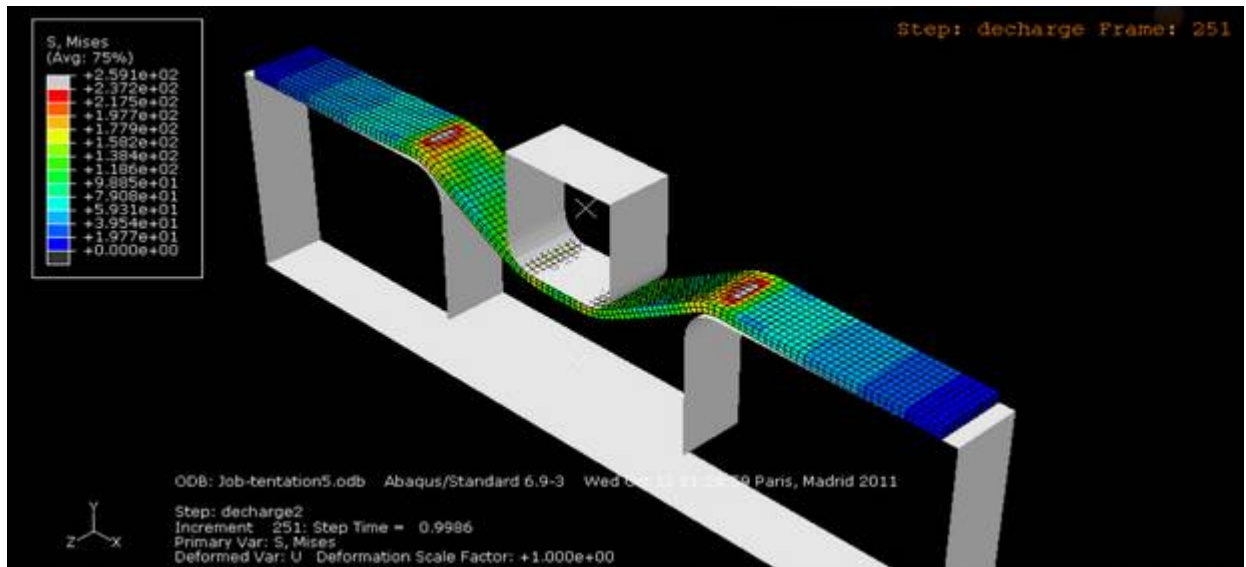 Step: decharge Frame: 251
S, Mises
(Avg: 75%)
+2.591e+02
+2.372e+02
+2.175e+02
+1.977e+02
+1.779e+02
+1.582e+02
+1.384e+02
+1.186e+02
+9.885e+01
+7.908e+01
+5.931e+01
+3.954e+01
+1.977e+01
+0.000e+00
ODB: Job-tentation5.odb Abaqus/Standard 6.9-3 Wed Paris, Madrid 2011
Y
Z X
Step: decharge2
Increment 251: Step Time = 0.9986
Primary Var: S, Mises
Deformed Var: U Deformation Scale Factor: +1.000e+00